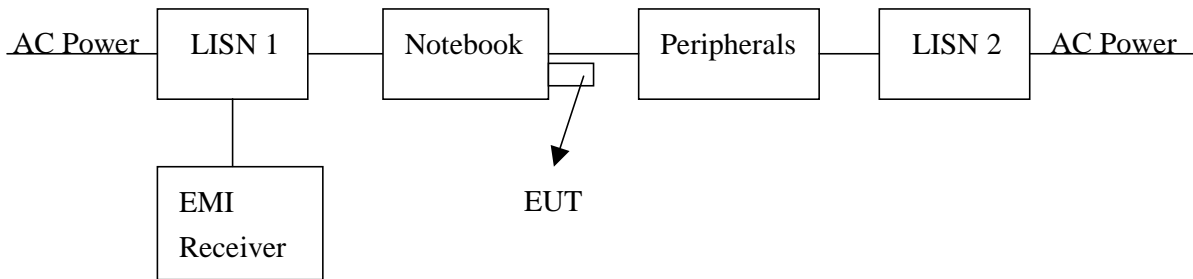 AC Power
LISN 1
Notebook
Peripherals
LISN 2
AC Power
EMI
Receiver
EUT